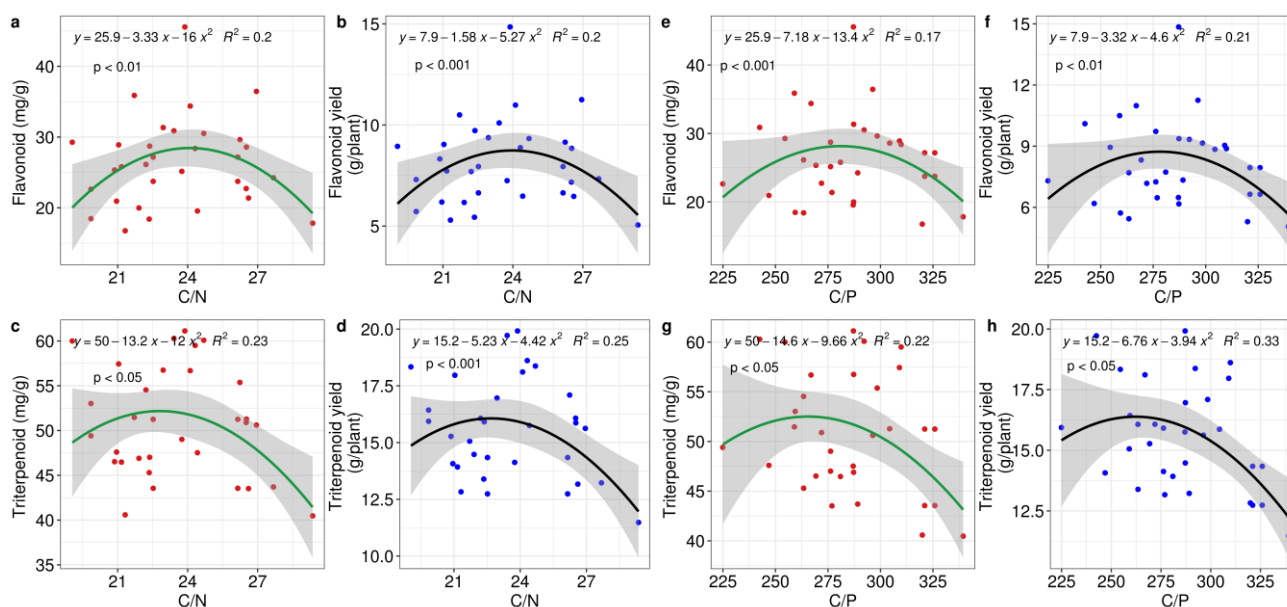 a
y = 25.9 − 3.33 x − 16 x² R² = 0.2
p < 0.01
Flavonoid (mg/g)
40
30
20
21
24
27
C/N
b
y = 7.9 − 1.58 x − 5.27 x² R² = 0.2
p < 0.001
Flavonoid yield
(g/plant)
15
10
5
21
24
27
C/N
e
y = 25.9 − 7.18 x − 13.4 x² R² = 0.17
p < 0.001
Flavonoid (mg/g)
40
30
20
225
250
275
300
325
C/P
f
y = 7.9 − 3.32 x − 4.6 x² R² = 0.21
p < 0.01
Flavonoid yield
(g/plant)
15
12
9
6
225
250
275
300
325
C/P
c
y = 50 − 13.2 x − 12 x² R² = 0.23
p < 0.05
Triterpenoid (mg/g)
60
55
50
45
40
35
21
24
27
C/N
d
y = 15.2 − 5.23 x − 4.42 x² R² = 0.25
p < 0.001
Triterpenoid yield
(g/plant)
20.0
17.5
15.0
12.5
10.0
21
24
27
C/N
g
y = 50 − 14.6 x − 9.66 x² R² = 0.22
p < 0.05
Triterpenoid (mg/g)
60
55
50
45
40
225
250
275
300
325
C/P
h
y = 15.2 − 6.76 x − 3.94 x² R² = 0.33
p < 0.05
Triterpenoid yield
(g/plant)
20.0
17.5
15.0
12.5
225
250
275
300
325
C/P